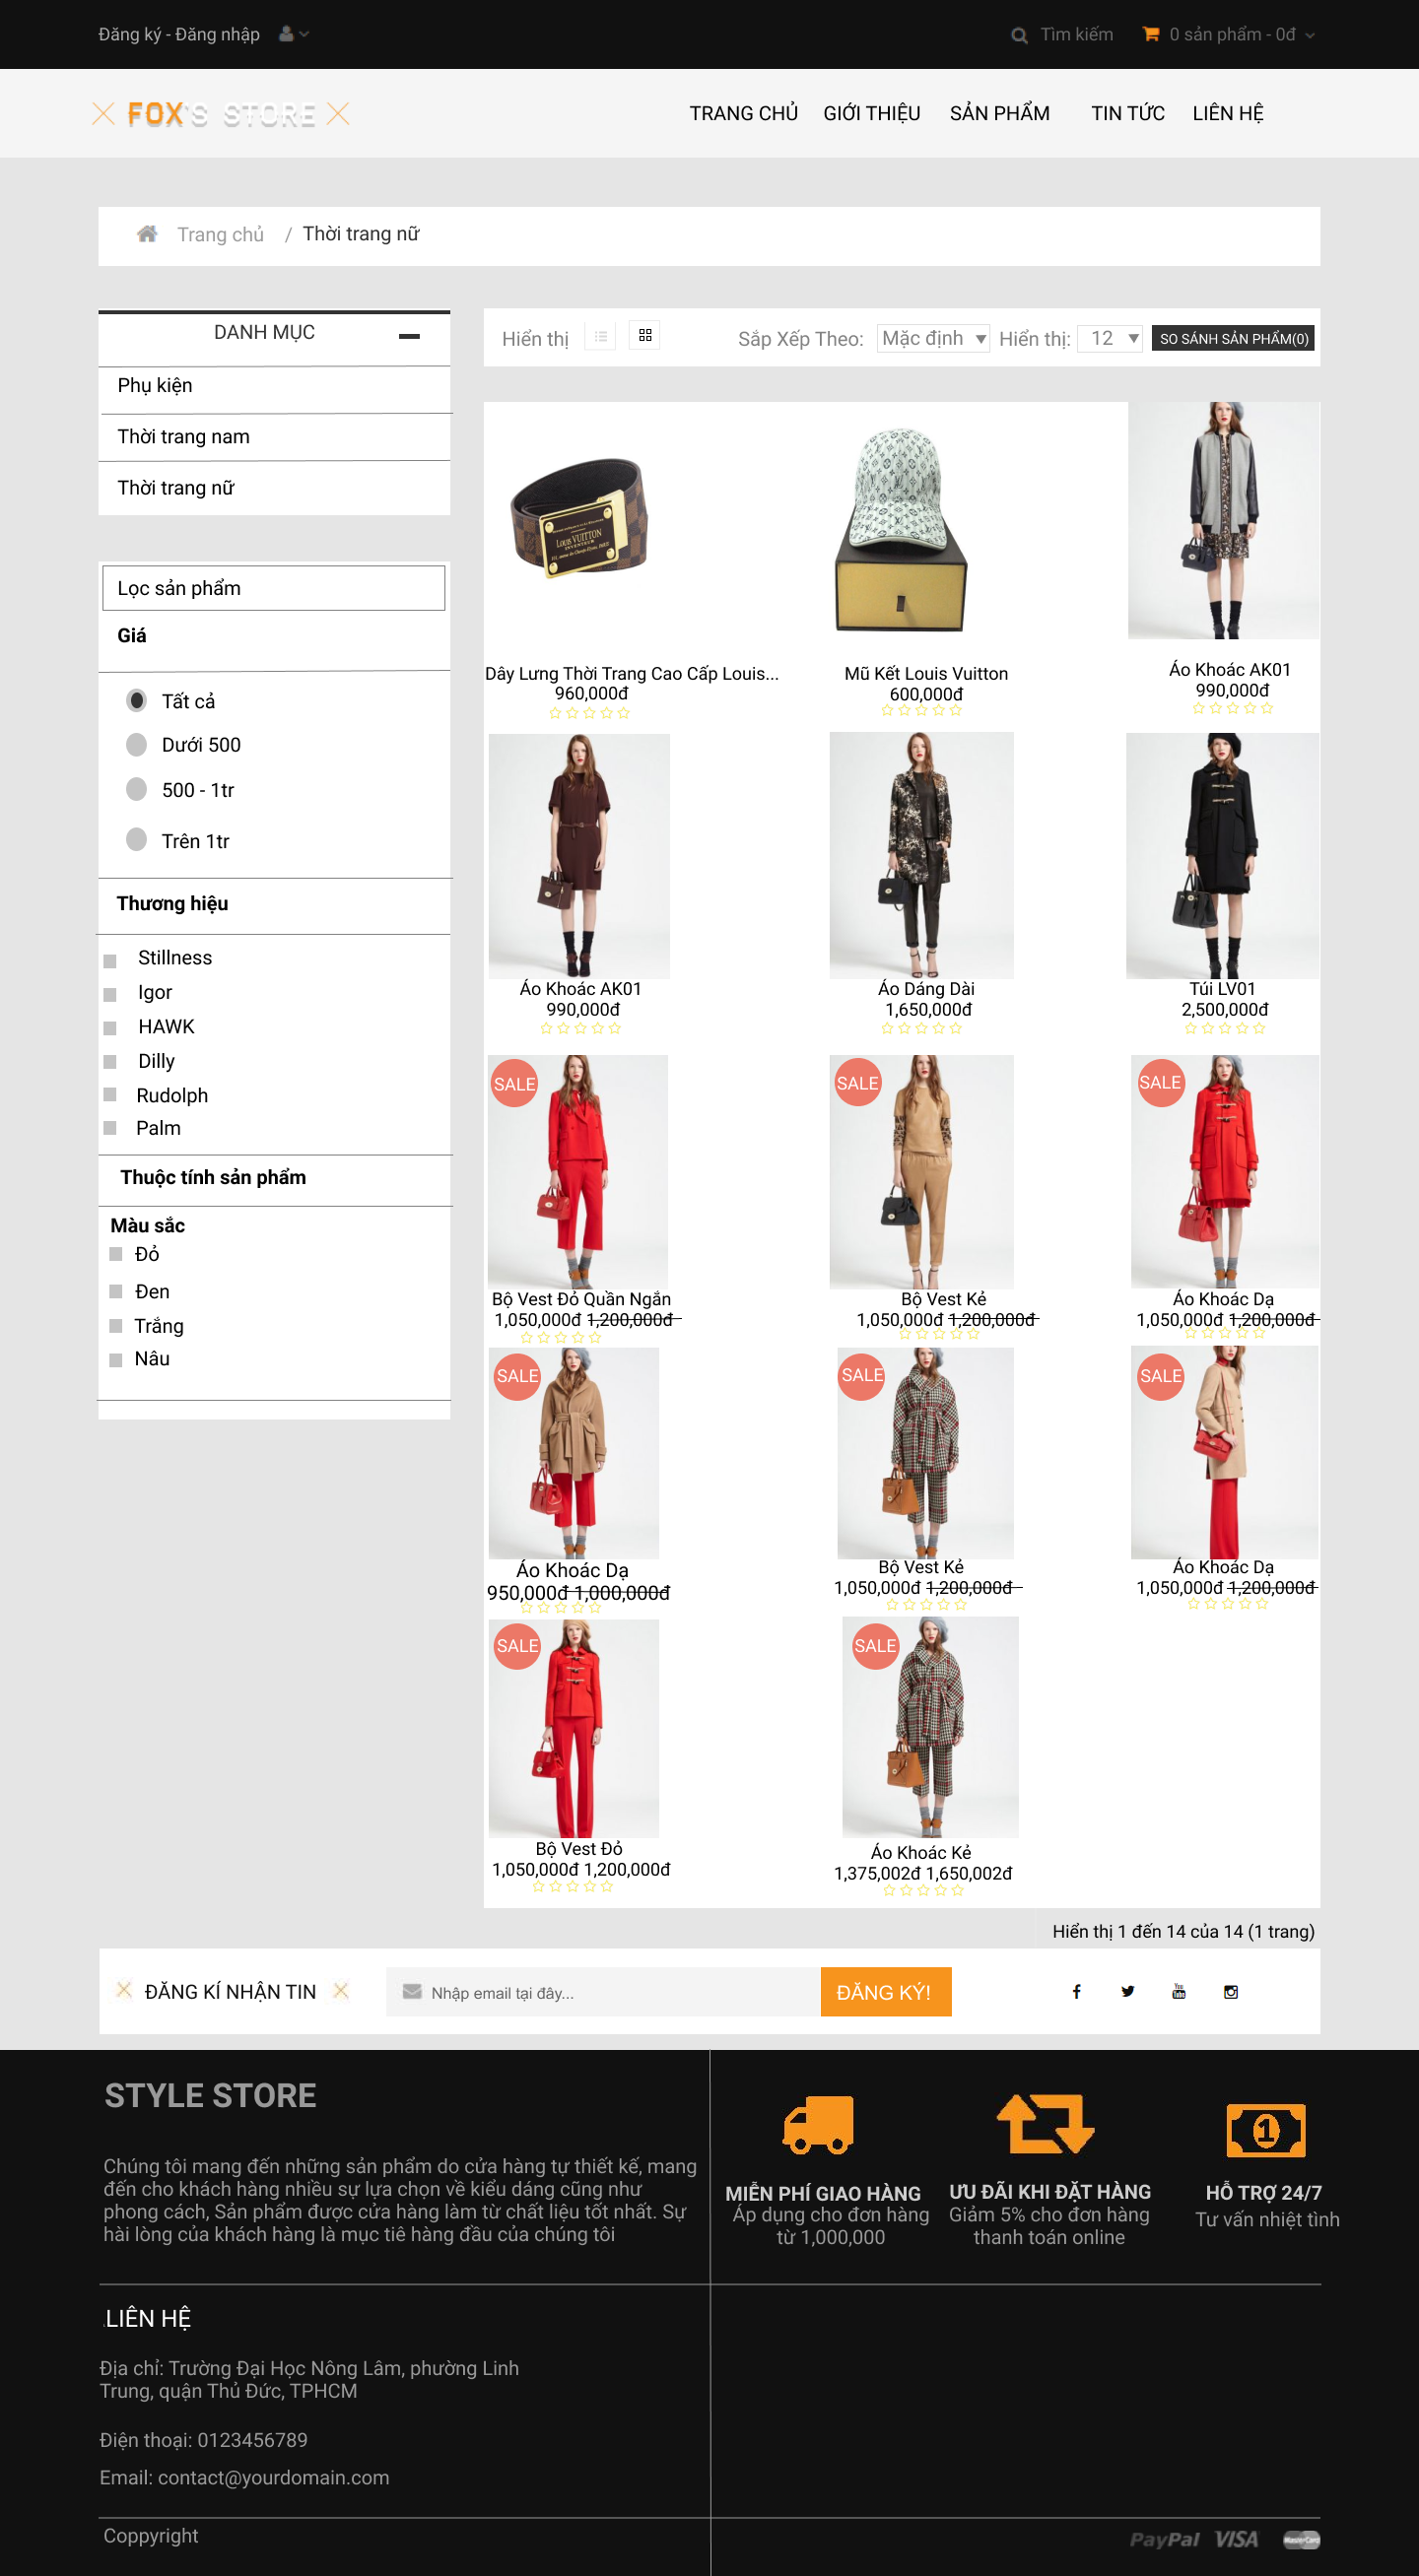 Đăng ký - Đăng nhập
Tìm kiếm
0 sản phẩm - 0đ
FOX'S STORE
TRANG CHỦ GIỚI THIỆU SẢN PHẨM TIN TỨC LIÊN HỆ
Trang chủ / Thời trang nữ
DANH MỤC
Phụ kiện
Thời trang nam
Thời trang nữ
Lọc sản phẩm
Giá
Tất cả
Dưới 500
500 - 1tr
Trên 1tr
Thương hiệu
Stillness
Igor
HAWK
Dilly
Rudolph
Palm
Thuộc tính sản phẩm
Màu sắc
Đỏ
Đen
Trắng
Nâu
Hiển thị
Sắp Xếp Theo: Mặc định Hiển thị: 12 SO SÁNH SẢN PHẨM(0)
LOUIS VUITTON
Dây Lưng Thời Trang Cao Cấp Louis...
960,000đ
Mũ Kết Louis Vuitton
600,000đ
Áo Khoác AK01
990,000đ
Áo Khoác AK01
990,000đ
Áo Dáng Dài
1,650,000đ
Túi LV01
2,500,000đ
SALE
Bộ Vest Đỏ Quần Ngắn
1,050,000đ 1,200,000đ
SALE
Bộ Vest Kẻ
1,050,000đ 1,200,000đ
SALE
Áo Khoác Dạ
1,050,000đ 1,200,000đ
SALE
Áo Khoác Dạ
950,000đ 1,000,000đ
SALE
Bộ Vest Kẻ
1,050,000đ 1,200,000đ
SALE
Áo Khoác Dạ
1,050,000đ 1,200,000đ
SALE
Bộ Vest Đỏ
1,050,000đ 1,200,000đ
SALE
Áo Khoác Kẻ
1,375,002đ 1,650,002đ
Hiển thị 1 đến 14 của 14 (1 trang)
ĐĂNG KÍ NHẬN TIN
Nhập email tại đây...
ĐĂNG KÝ!
You
Tube
STYLE STORE
Chúng tôi mang đến những sản phẩm do cửa hàng tự thiết kế, mang
đến cho khách hàng nhiều sự lựa chọn về kiểu dáng cũng như
phong cách, Sản phẩm được cửa hàng làm từ chất liệu tốt nhất. Sự
hài lòng của khách hàng là mục tiê hàng đầu của chúng tôi
MIỄN PHÍ GIAO HÀNG
Áp dụng cho đơn hàng
từ 1,000,000
ƯU ĐÃI KHI ĐẶT HÀNG
Giảm 5% cho đơn hàng
thanh toán online
1
HỖ TRỢ 24/7
Tư vấn nhiệt tình
LIÊN HỆ
Địa chỉ: Trường Đại Học Nông Lâm, phường Linh
Trung, quận Thủ Đức, TPHCM
Điện thoại: 0123456789
Email: contact@yourdomain.com
Coppyright
PayPal VISA MasterCard